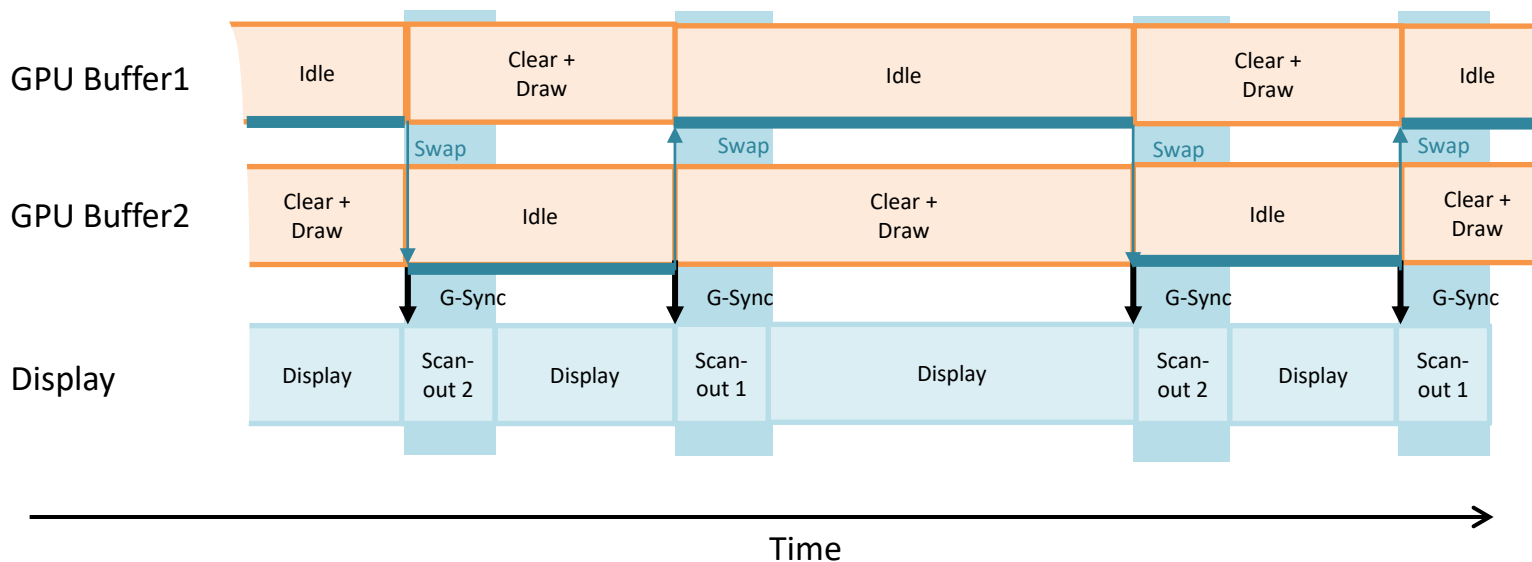 GPU Buffer1
Idle
Clear +
Draw
Idle
Clear +
Draw
Idle
Swap
Swap
Swap
Swap
GPU Buffer2
Clear +
Draw
Idle
Clear +
Draw
Idle
Clear +
Draw
G-Sync
G-Sync
G-Sync
G-Sync
Display
Display
Scan-
out 2
Display
Scan-
out 1
Display
Scan-
out 2
Display
Scan-
out 1
Time